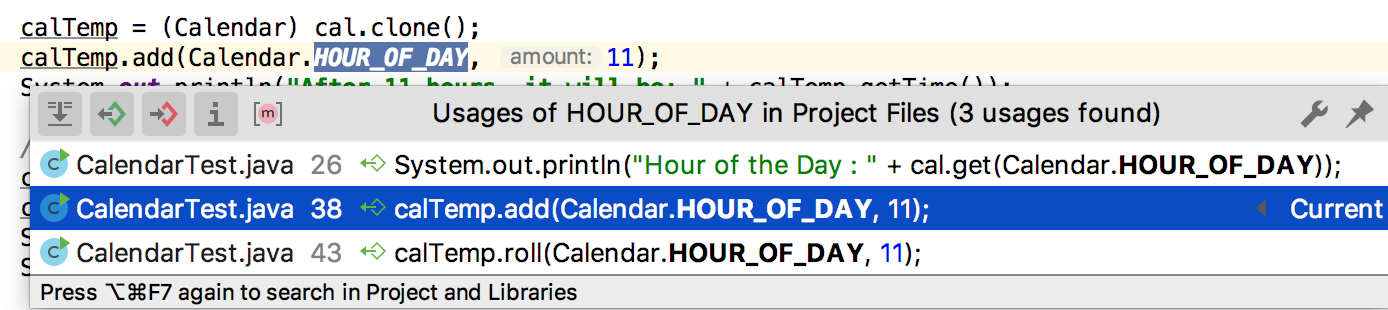 calTemp = (Calendar) cal.clone();
calTemp.add(Calendar.HOUR_OF_DAY, amount: 11);
System.out.println("After 11 hours, it will be: " + calTemp.getTime());
[m] Usages of HOUR_OF_DAY in Project Files (3 usages found)
C CalendarTest.java 26 System.out.println("Hour of the Day : " + cal.get(Calendar.HOUR_OF_DAY));
C CalendarTest.java 38 calTemp.add(Calendar.HOUR_OF_DAY, 11); Current
C CalendarTest.java 43 calTemp.roll(Calendar.HOUR_OF_DAY, 11);
Press ⌥⌘F7 again to search in Project and Libraries